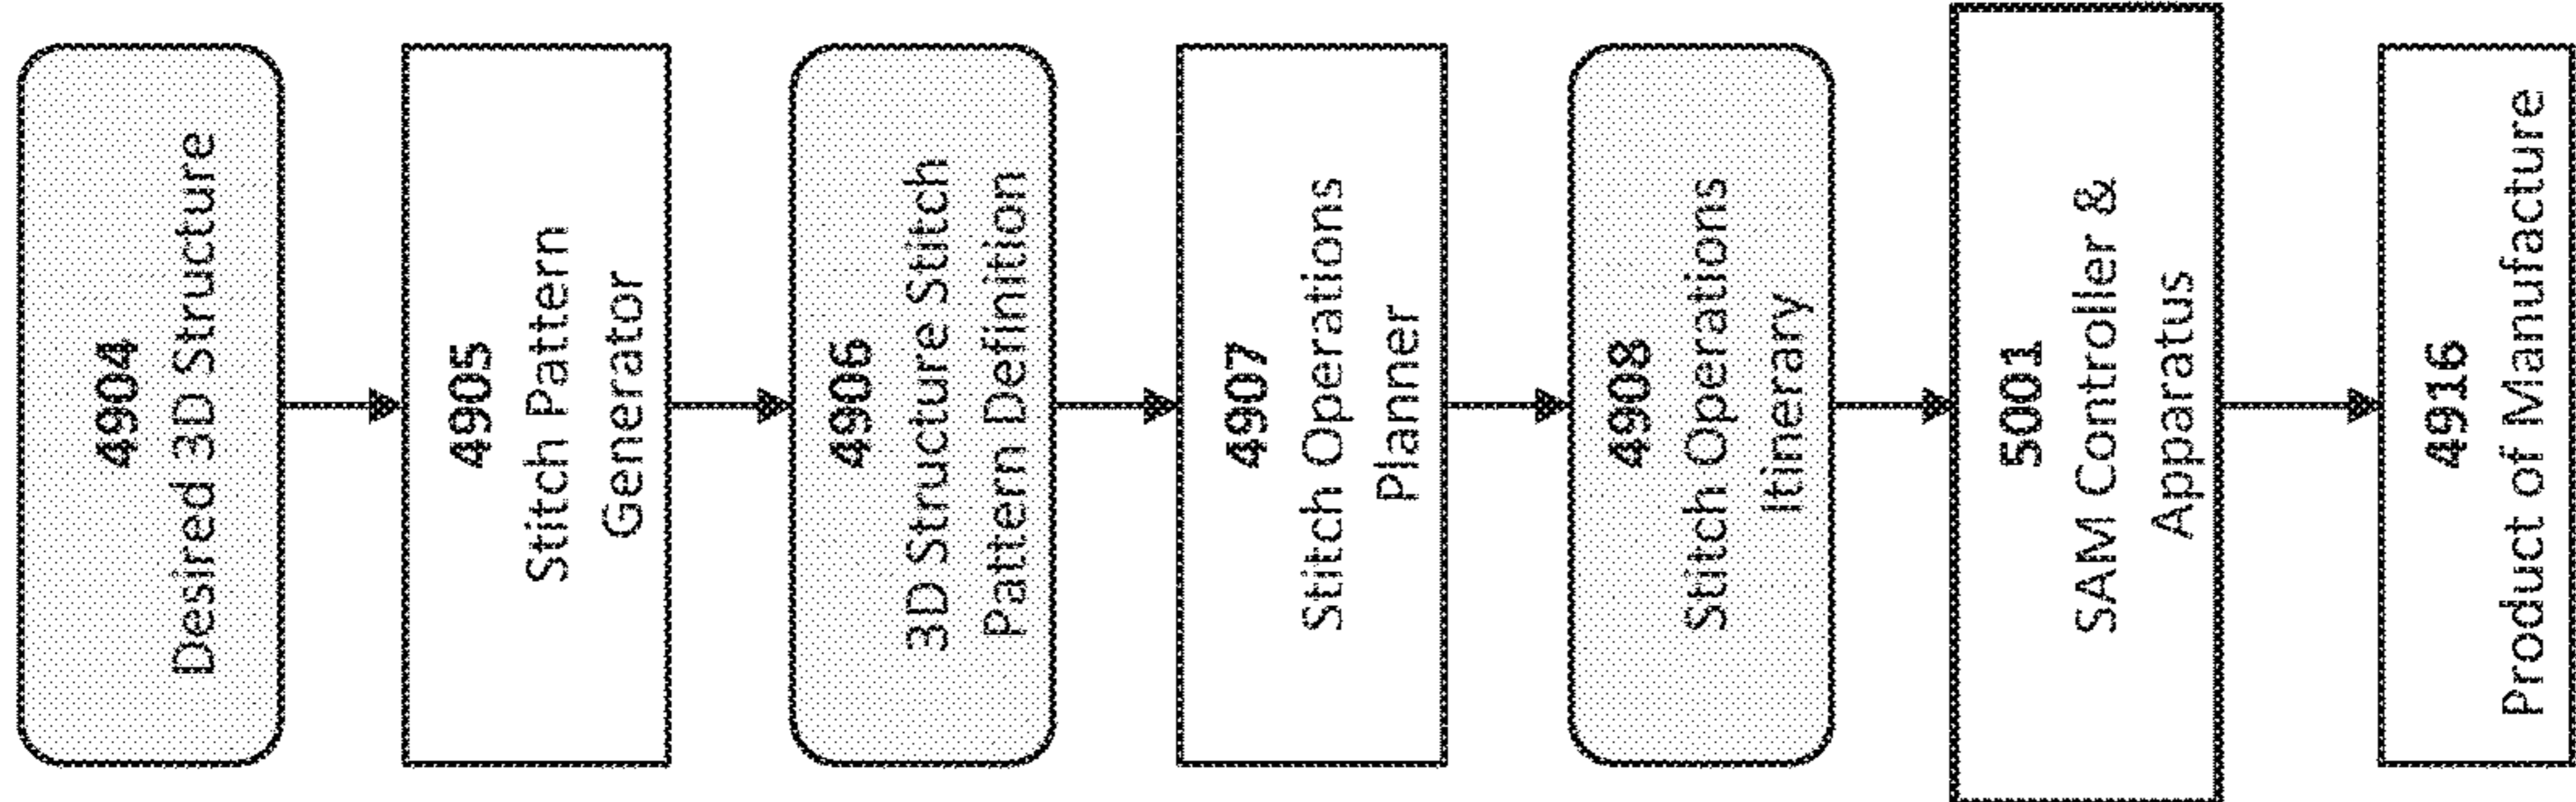 4904
Desired 3D Structure
4905
Stitch Pattern
Generator
4906
3D Structure Stitch
Pattern Definition
4907
Stitch Operations
Planner
4908
Stitch Operations
Itinerary
5001
SAM Controller &
Apparatus
4916
Product of Manufacture